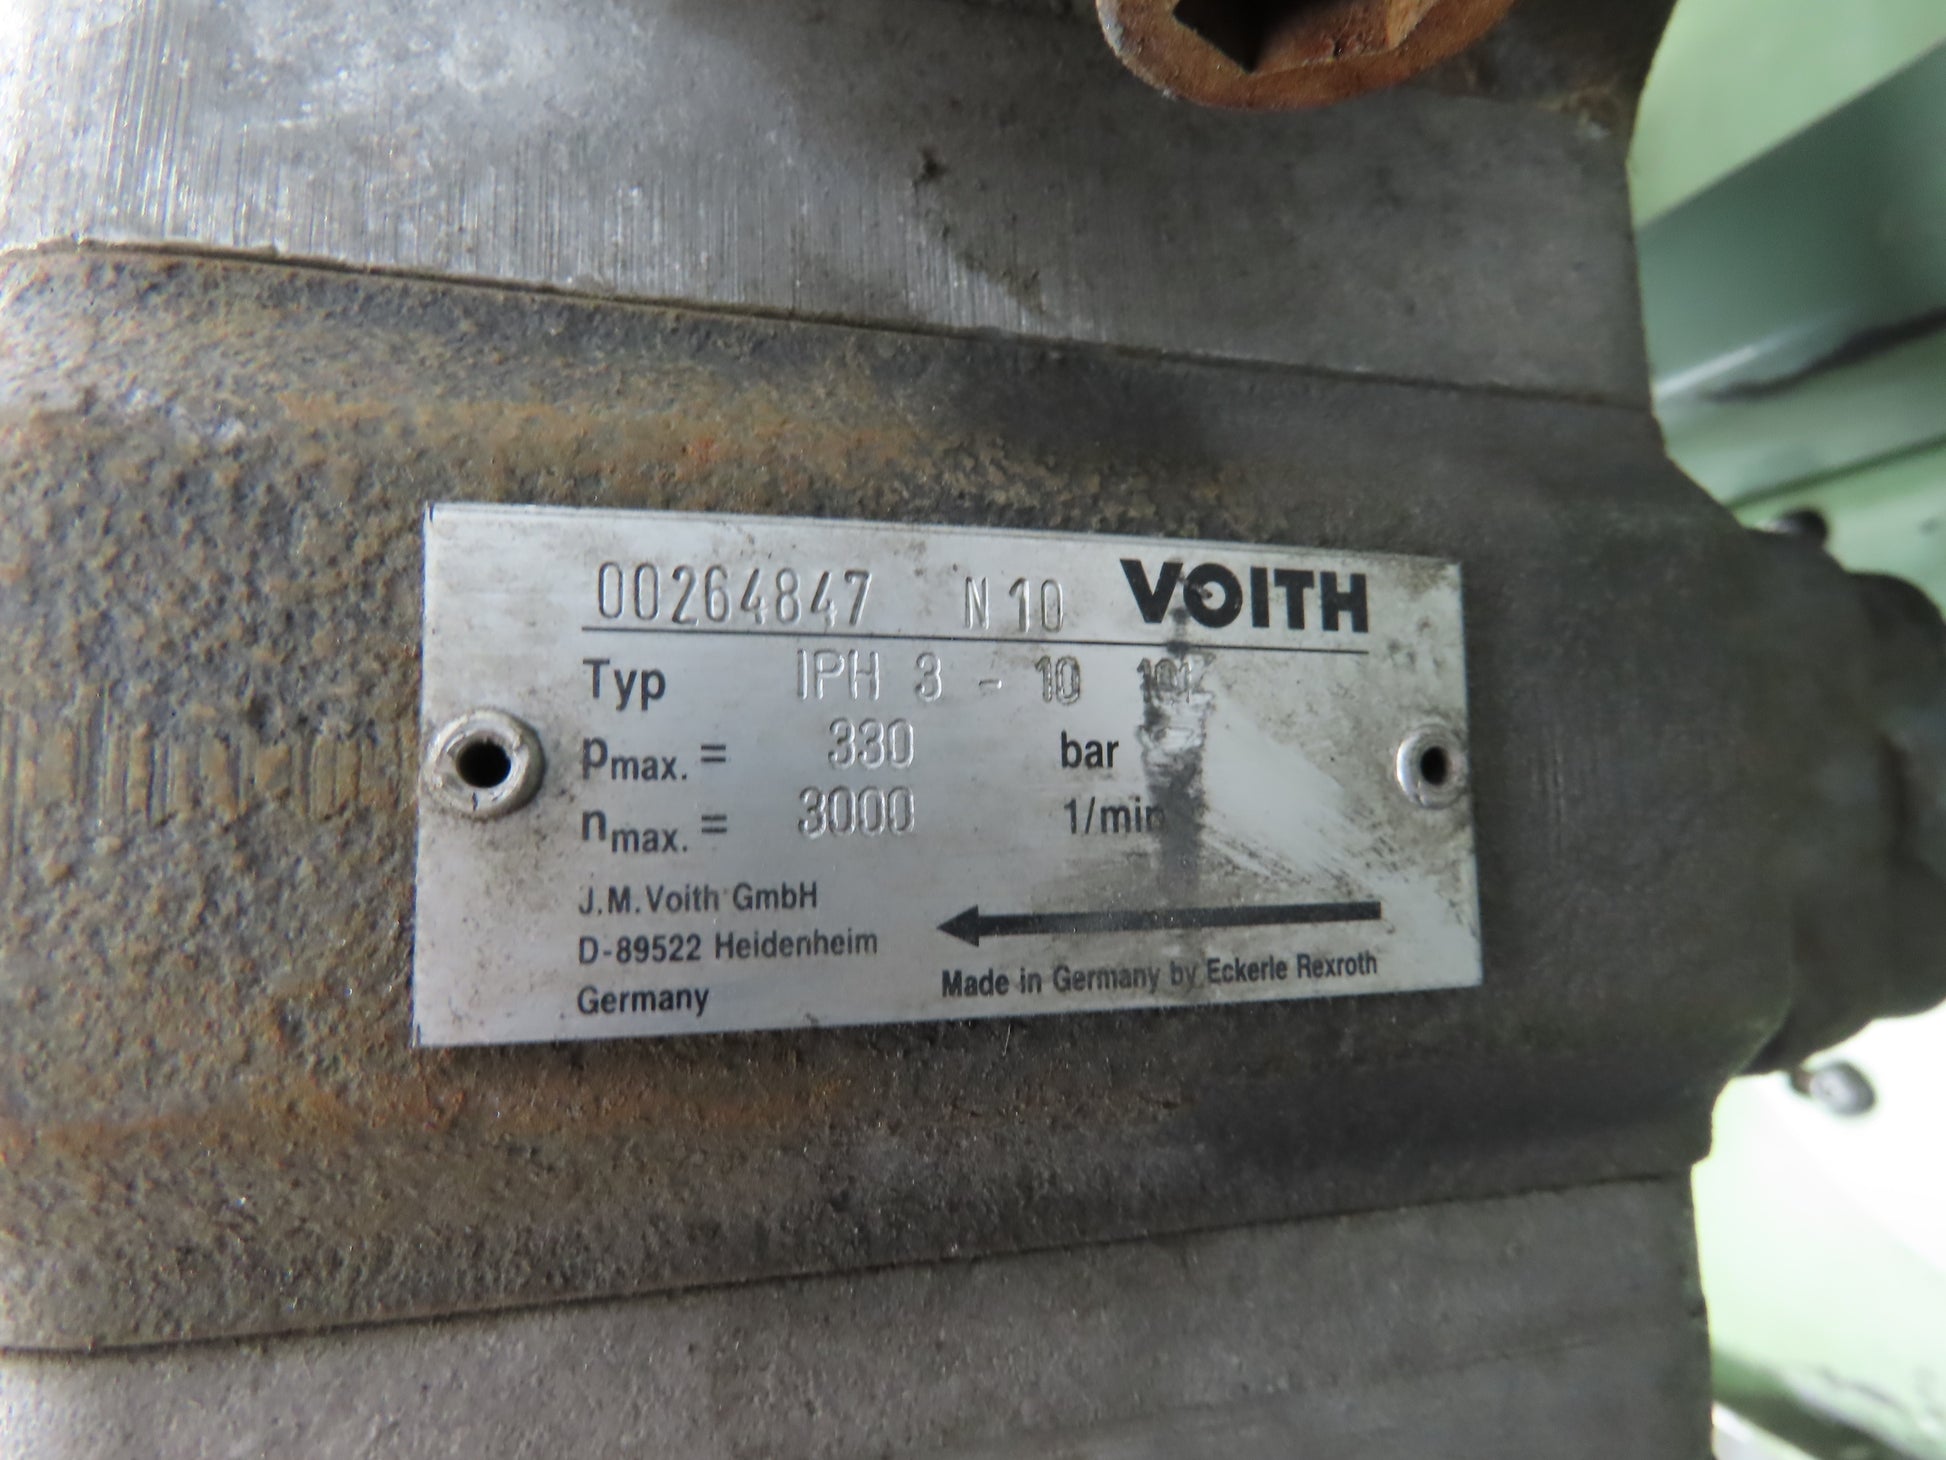 00264847 N 10 VOITH
Typ IPH 3 - 10 101
pmax. = 330 bar
nmax. = 3000 1/min
J.M.Voith GmbH
D-89522 Heidenheim
Germany
Made in Germany by Eckerle Rexroth